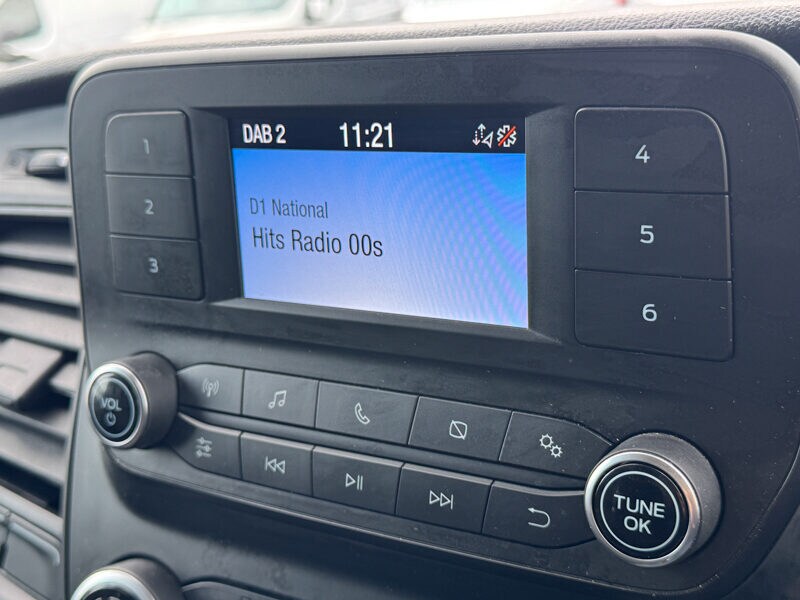 DAB 2 11:21
D1 National
Hits Radio 00s
1
2
3
4
5
6
VOL
TUNE
OK